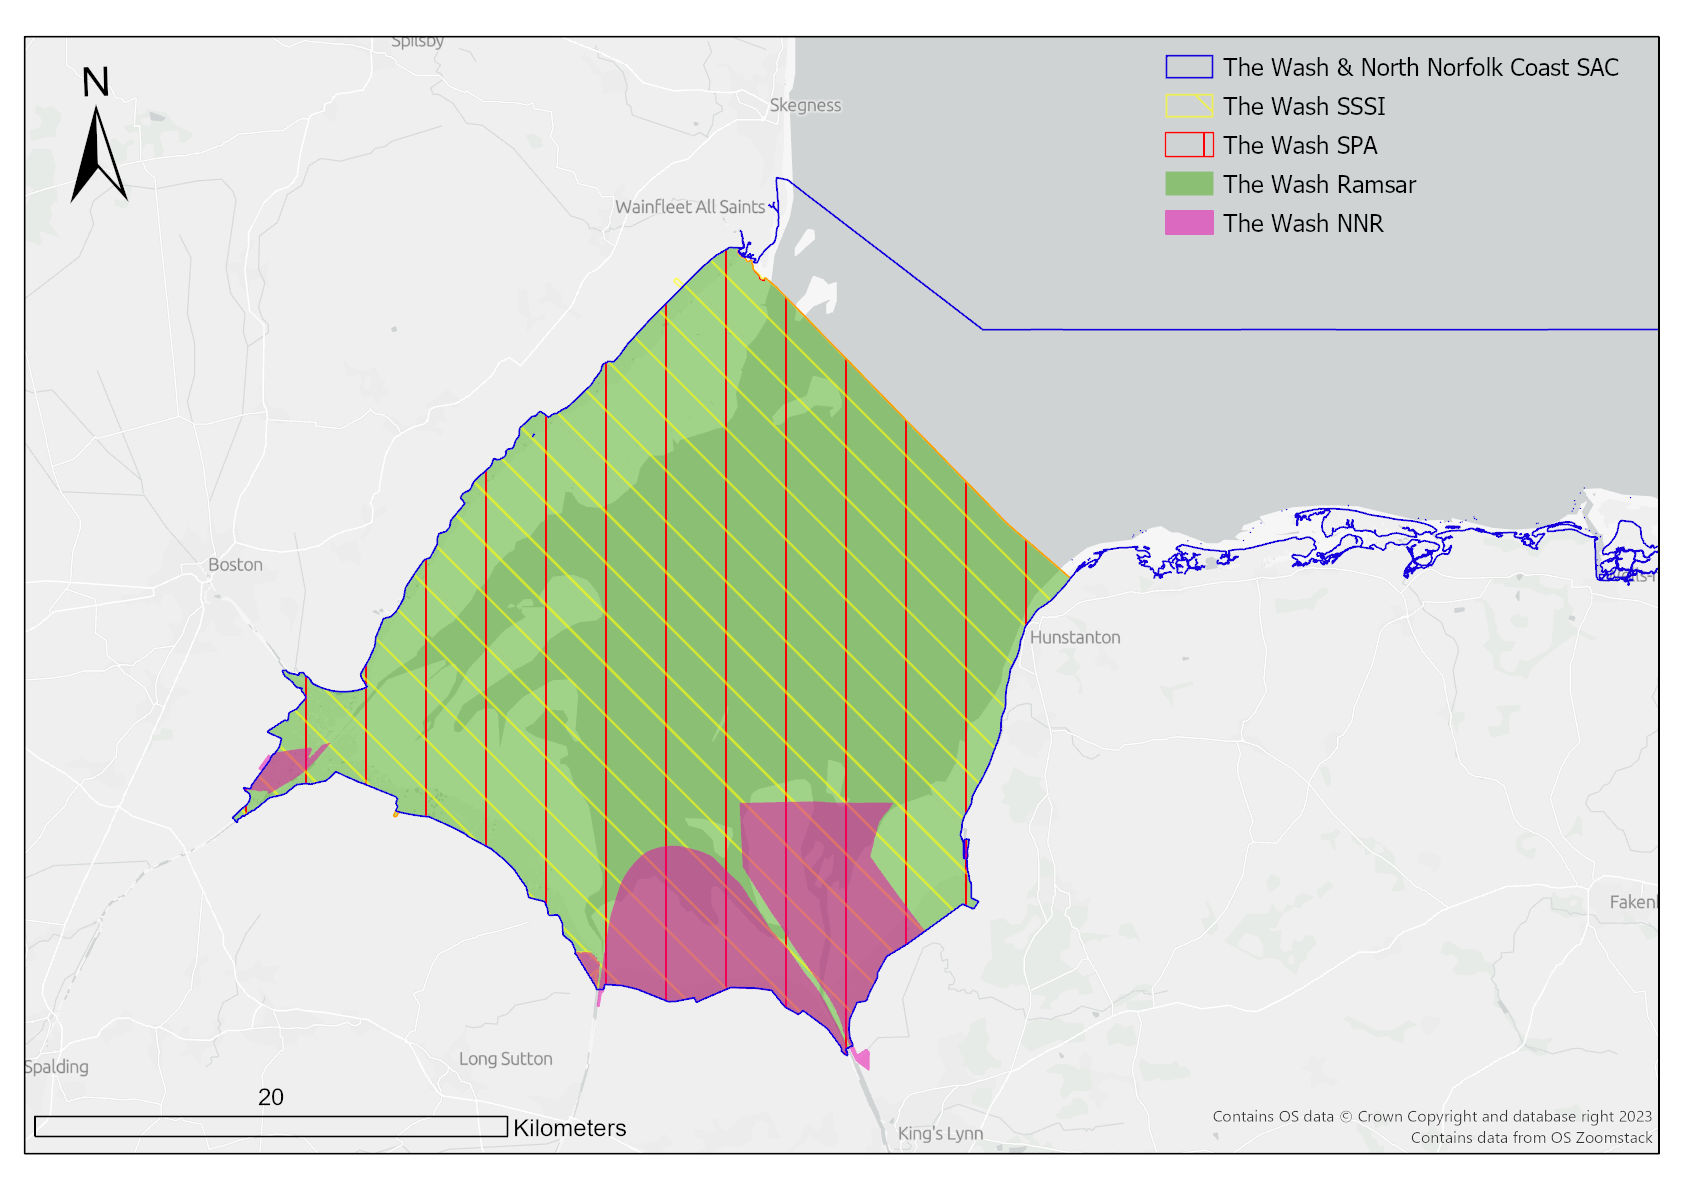 Spilsby
N
The Wash & North Norfolk Coast SAC
The Wash SSSI
The Wash SPA
The Wash Ramsar
The Wash NNR
Skegness
Wainfleet All Saints
Boston
Hunstanton
Spalding
Long Sutton
King's Lynn
20
Kilometers
Contains OS data © Crown Copyright and database right 2023
Contains data from OS Zoomstack